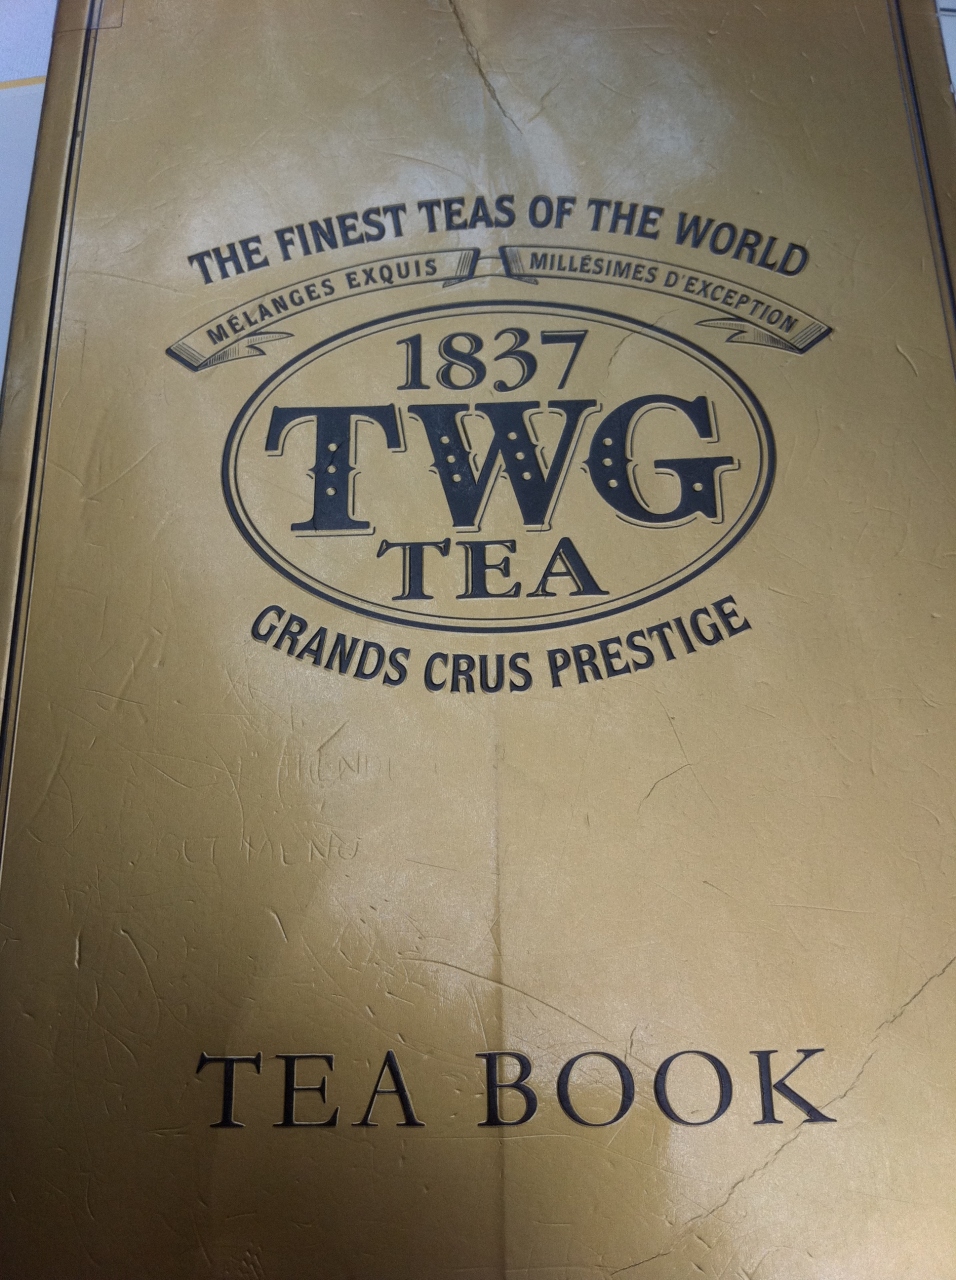 THE FINEST TEAS OF THE WORLD
MÉLANGES EXQUIS MILLÉSIMES D'EXCEPTION
1837
TWG
TEA
GRANDS CRUS PRESTIGE
TEA BOOK